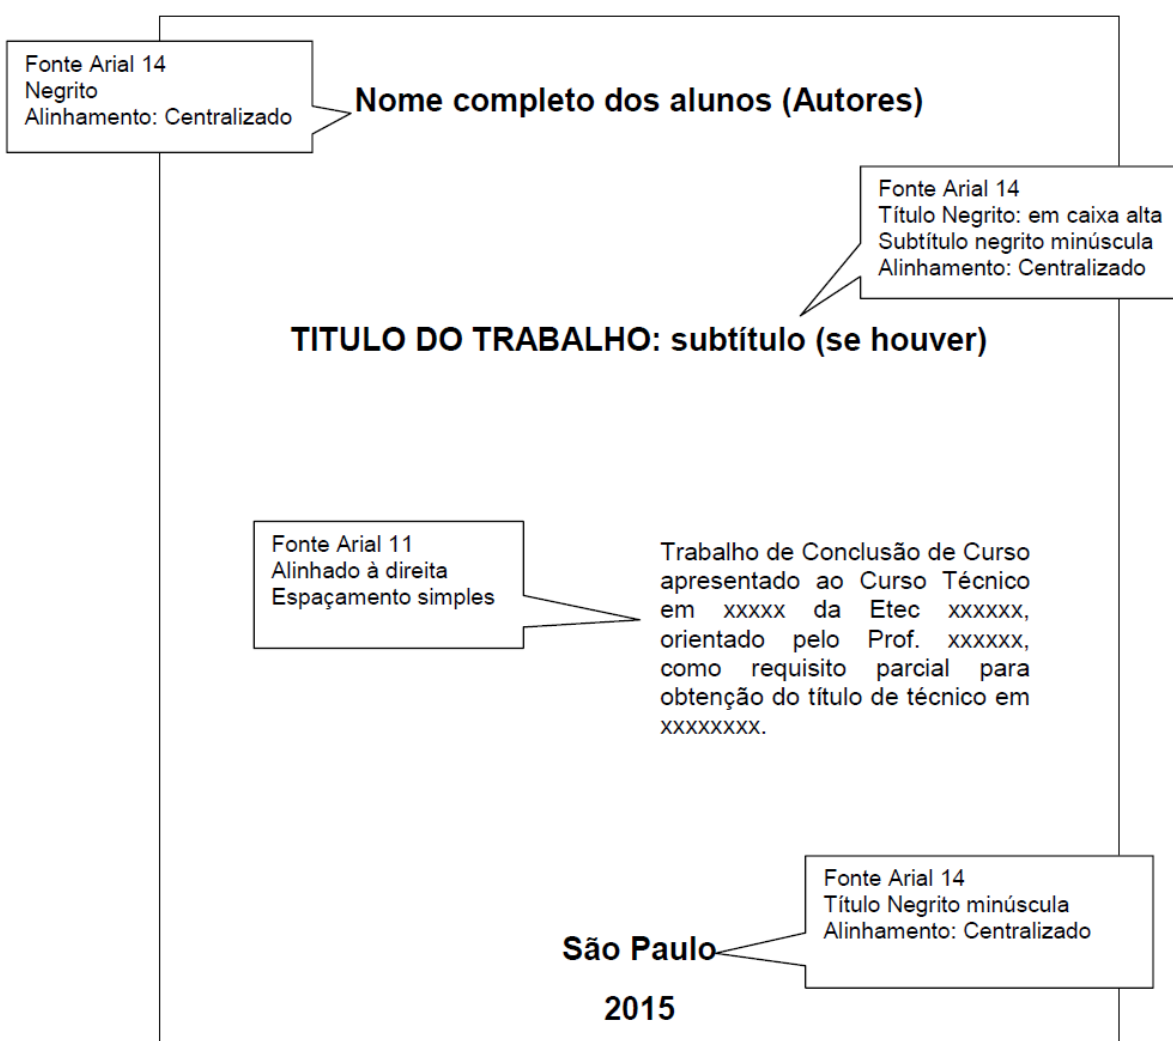 Fonte Arial 14
Negrito
Alinhamento: Centralizado
Nome completo dos alunos (Autores)
Fonte Arial 14
Título Negrito: em caixa alta
Subtítulo negrito minúscula
Alinhamento: Centralizado
TITULO DO TRABALHO: subtítulo (se houver)
Fonte Arial 11
Alinhado à direita
Espaçamento simples
Trabalho de Conclusão de Curso
apresentado ao Curso Técnico
em xxxxx da Etec xxxxxx,
orientado pelo Prof. xxxxxx,
como requisito parcial para
obtenção do título de técnico em
xxxxxxxx.
Fonte Arial 14
Título Negrito minúscula
Alinhamento: Centralizado
São Paulo
2015